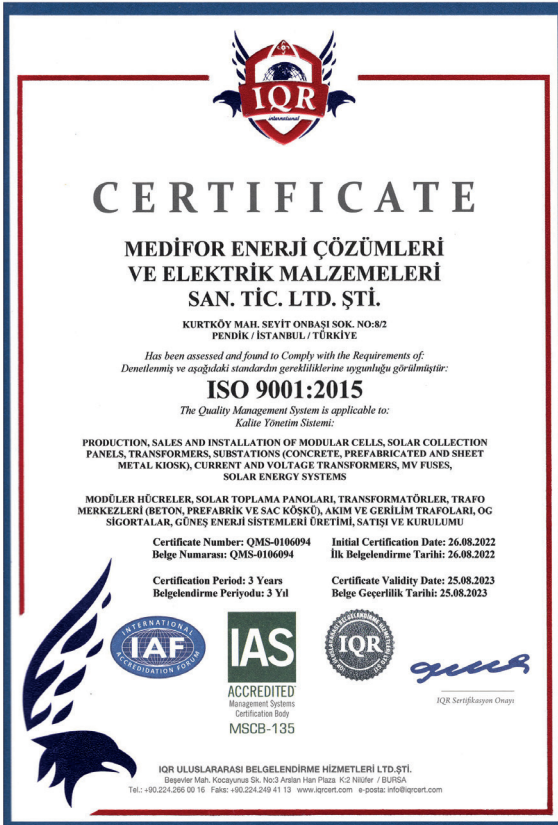 IQR
international
CERTIFICATE
MEDİFOR ENERJİ ÇÖZÜMLERİ
VE ELEKTRİK MALZEMELERİ
SAN. TİC. LTD. ŞTİ.
KURTKÖY MAH. SEYİT ONBAŞI SOK. NO:8/2
PENDİK / İSTANBUL / TÜRKİYE
Has been assessed and found to Comply with the Requirements of:
Denetlenmiş ve aşağıdaki standardın gerekliliklerine uygunluğu görülmüştür:
ISO 9001:2015
The Quality Management System is applicable to:
Kalite Yönetim Sistemi:
PRODUCTION, SALES AND INSTALLATION OF MODULAR CELLS, SOLAR COLLECTION
PANELS, TRANSFORMERS, SUBSTATIONS (CONCRETE, PREFABRICATED AND SHEET
METAL KIOSK), CURRENT AND VOLTAGE TRANSFORMERS, MV FUSES,
SOLAR ENERGY SYSTEMS
MODÜLER HÜCRELER, SOLAR TOPLAMA PANOLARI, TRANSFORMATÖRLER, TRAFO
MERKEZLERİ (BETON, PREFABRİK VE SAC KÖŞKÜ), AKIM VE GERİLİM TRAFOLARI, OG
SİGORTALAR, GÜNEŞ ENERJİ SİSTEMLERİ ÜRETİMİ, SATIŞI VE KURULUMU
Certificate Number: QMS-0106094 Initial Certification Date: 26.08.2022
Belge Numarası: QMS-0106094 İlk Belgelendirme Tarihi: 26.08.2022
Certification Period: 3 Years Certificate Validity Date: 25.08.2023
Belgelendirme Periyodu: 3 Yıl Belge Geçerlilik Tarihi: 25.08.2023
INTERNATIONAL
IAF
ACCREDIDATION FORUM
IAS
ACCREDITED
Management Systems
Certification Body
MSCB-135
IQR
IQR ULUSLARARASI BELGELENDİRME HİZMETLERİ LTD ŞTİ
IQR Sertifikasyon Onayı
IQR ULUSLARARASI BELGELENDİRME HİZMETLERİ LTD.ŞTİ.
Beşevler Mah. Kocayunus Sk. No:3 Arslan Han Plaza K:2 Nilüfer / BURSA
Tel.: +90.224.266 00 16 Faks: +90.224.249 41 13 www.iqrcert.com e-posta: info@iqrcert.com